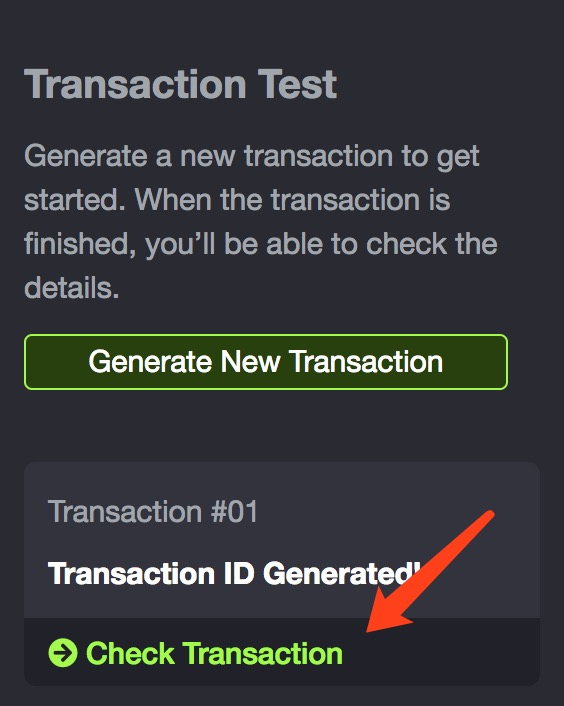 Transaction Test
Generate a new transaction to get
started. When the transaction is
finished, you’ll be able to check the
details.
Generate New Transaction
Transaction #01
Transaction ID Generated!
Check Transaction